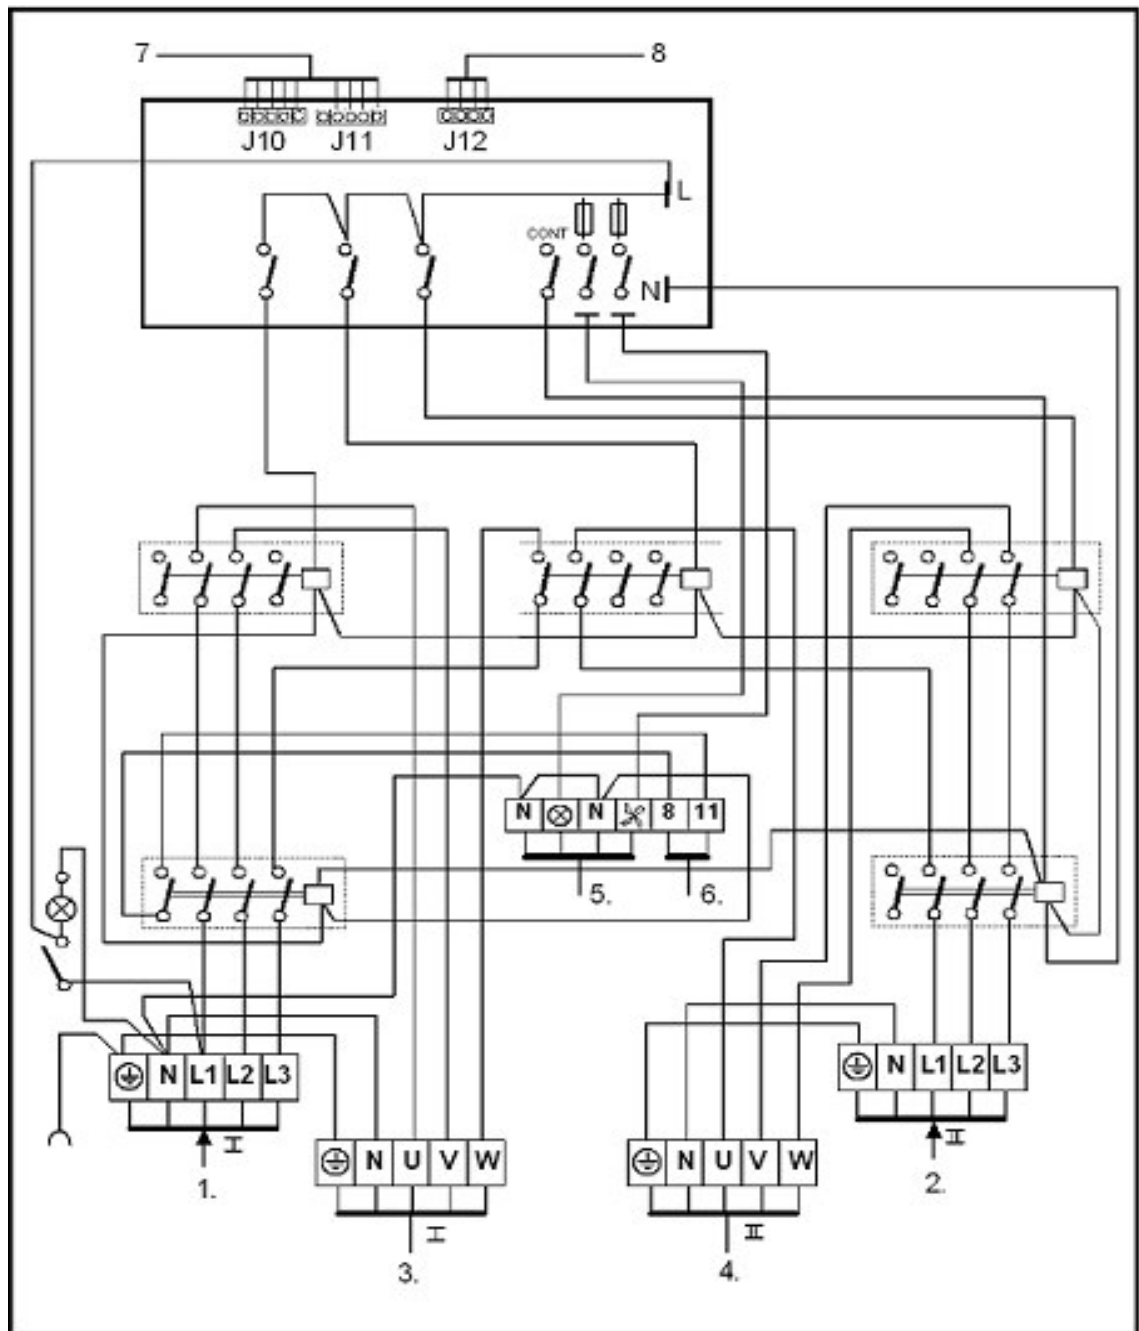 7 8
J10 J11 J12
L
CONT
N
N N 8 11
5. 6.
N L1 L2 L3
N L1 L2 L3
I
II
1.
2.
N U V W
N U V W
I
II
3.
4.